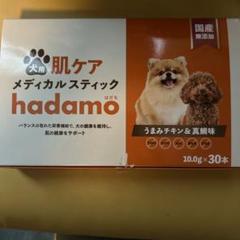 犬用
肌ケア
国産
無添加
メディカルスティック
hadamo
はだも
バランスの取れた栄養補給で、犬の健康を維持し、
肌の健康をサポート
うまみチキン&真鯛味
10.0g×30本